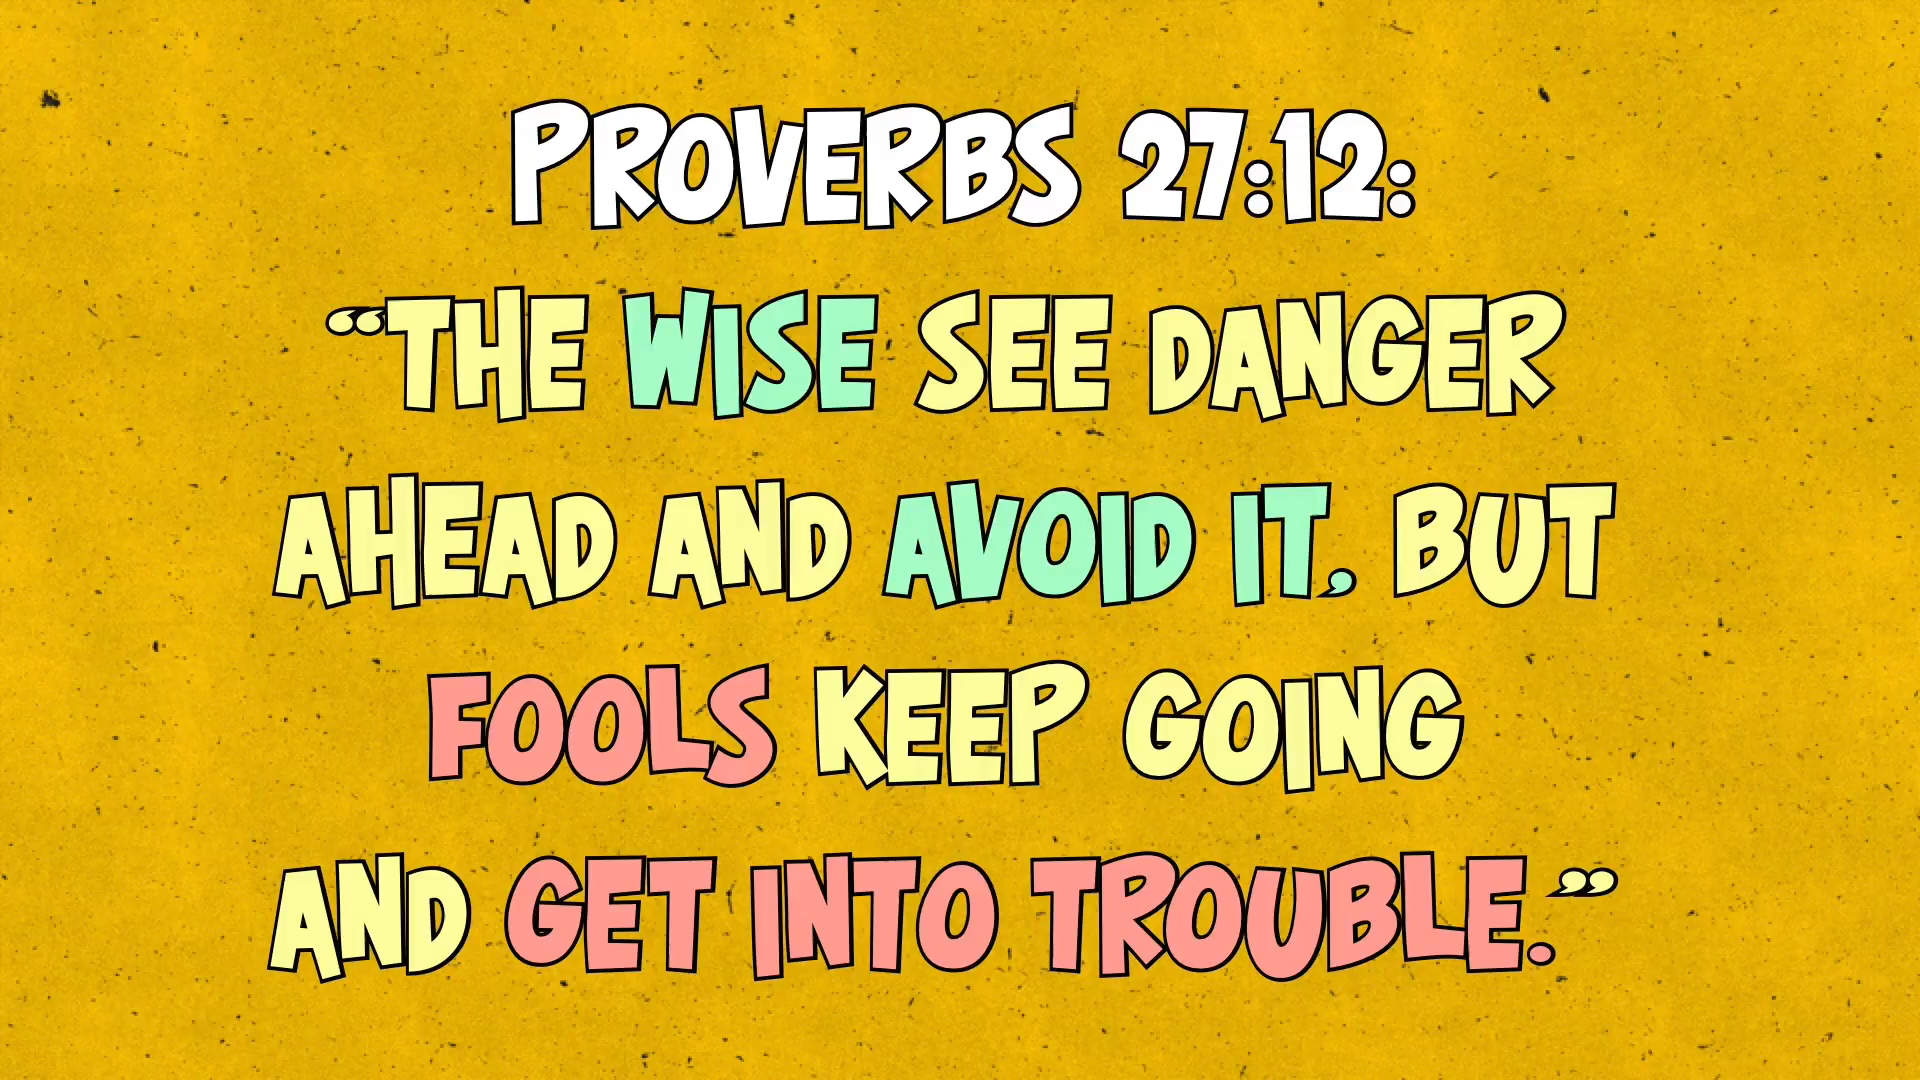 PROVERBS 27:12:
“THE WISE SEE DANGER
AHEAD AND AVOID IT, BUT
FOOLS KEEP GOING
AND GET INTO TROUBLE.”